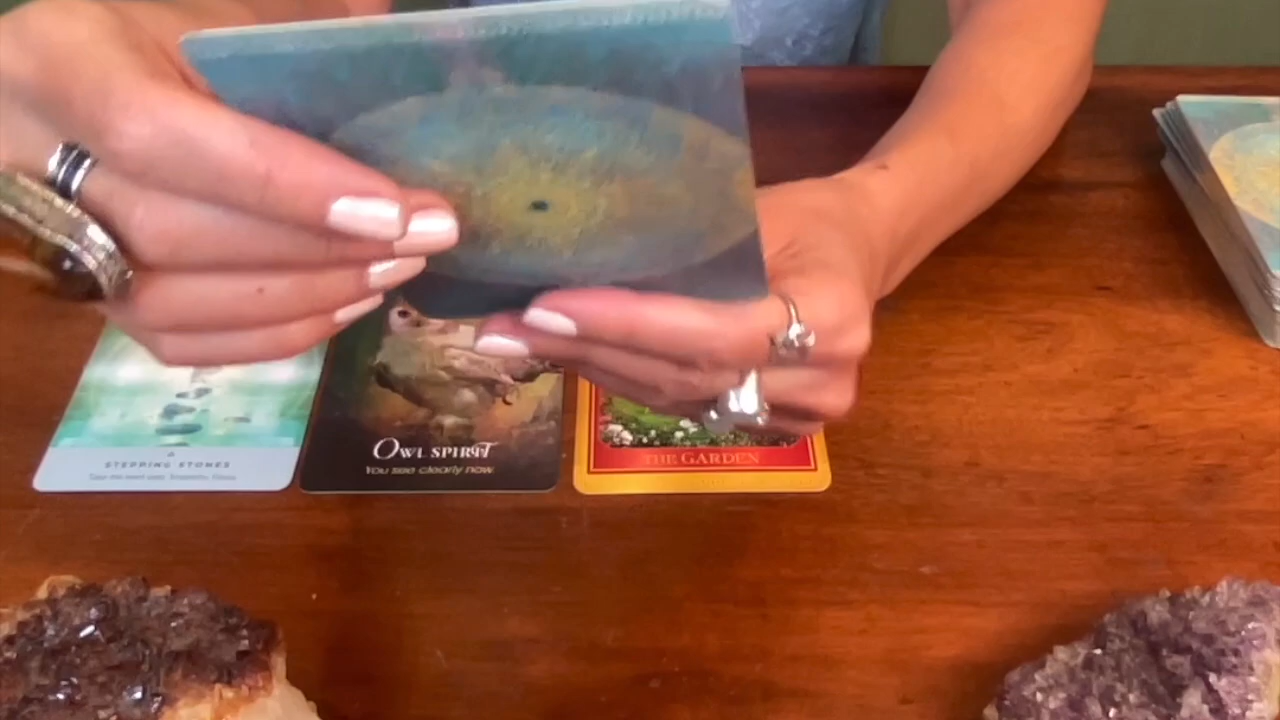 STEPPING STONES
OWL SPIRIT
You see clearly now.
THE GARDEN